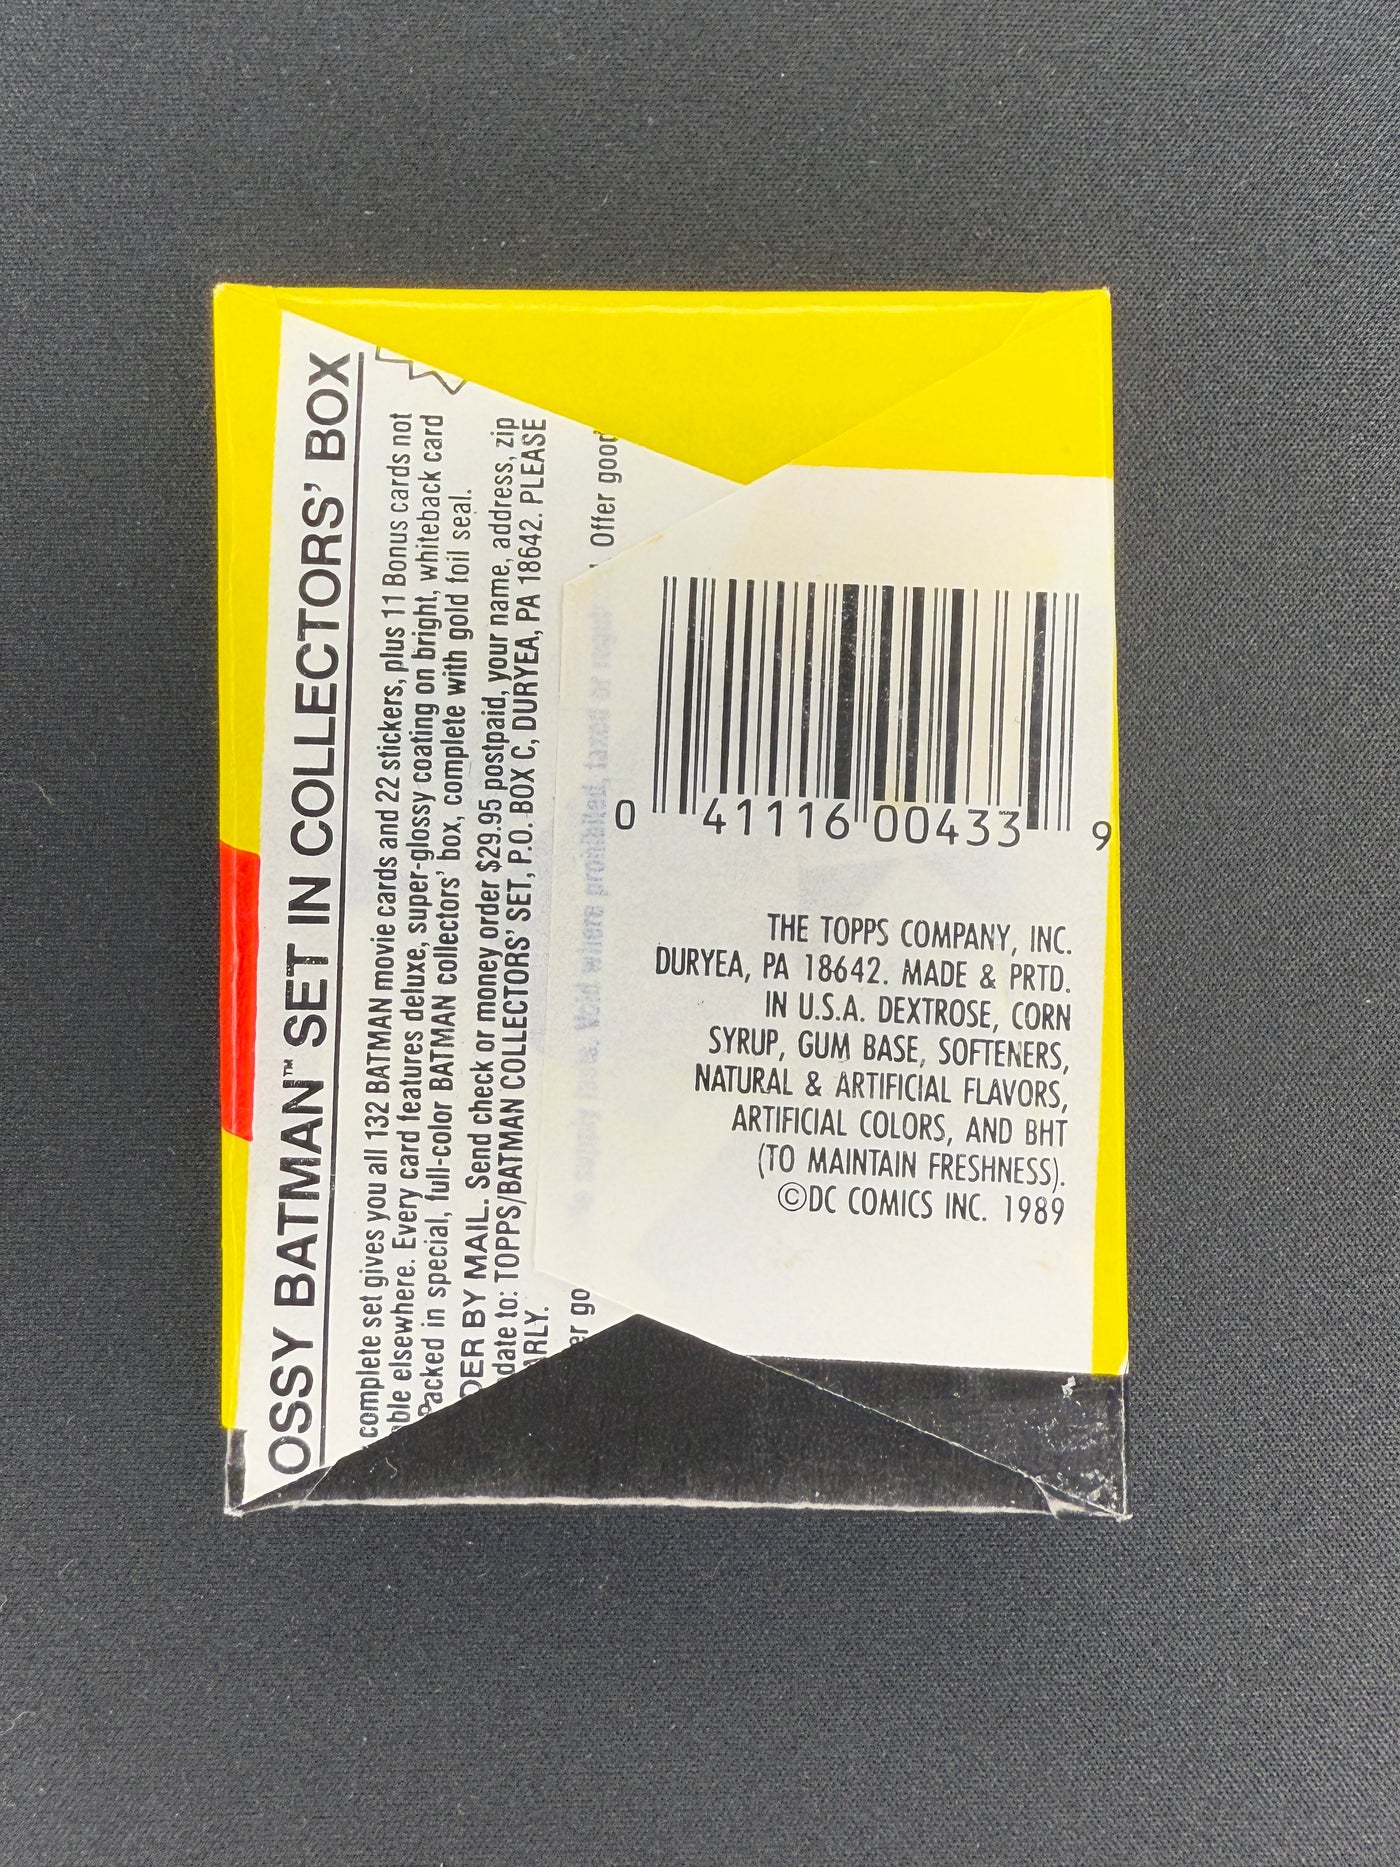 OSSY BATMAN™ SET IN COLLECTORS' BOX
complete set gives you all 132 BATMAN movie cards and 22 stickers, plus 11 Bonus cards not
ble elsewhere. Every card features deluxe, super-glossy coating on bright, whiteback card
Packed in special, full-color BATMAN collectors' box, complete with gold foil seal.
DER BY MAIL. Send check or money order $29.95 postpaid, your name, address, zip
date to: TOPPS/BATMAN COLLECTORS' SET, P.O. BOX C, DURYEA, PA 18642. PLEASE
ARLY.
er go
Offer good
0 41116 00433 9
THE TOPPS COMPANY, INC.
DURYEA, PA 18642. MADE & PRTD.
IN U.S.A. DEXTROSE, CORN
SYRUP, GUM BASE, SOFTENERS,
NATURAL & ARTIFICIAL FLAVORS,
ARTIFICIAL COLORS, AND BHT
(TO MAINTAIN FRESHNESS).
©DC COMICS INC. 1989